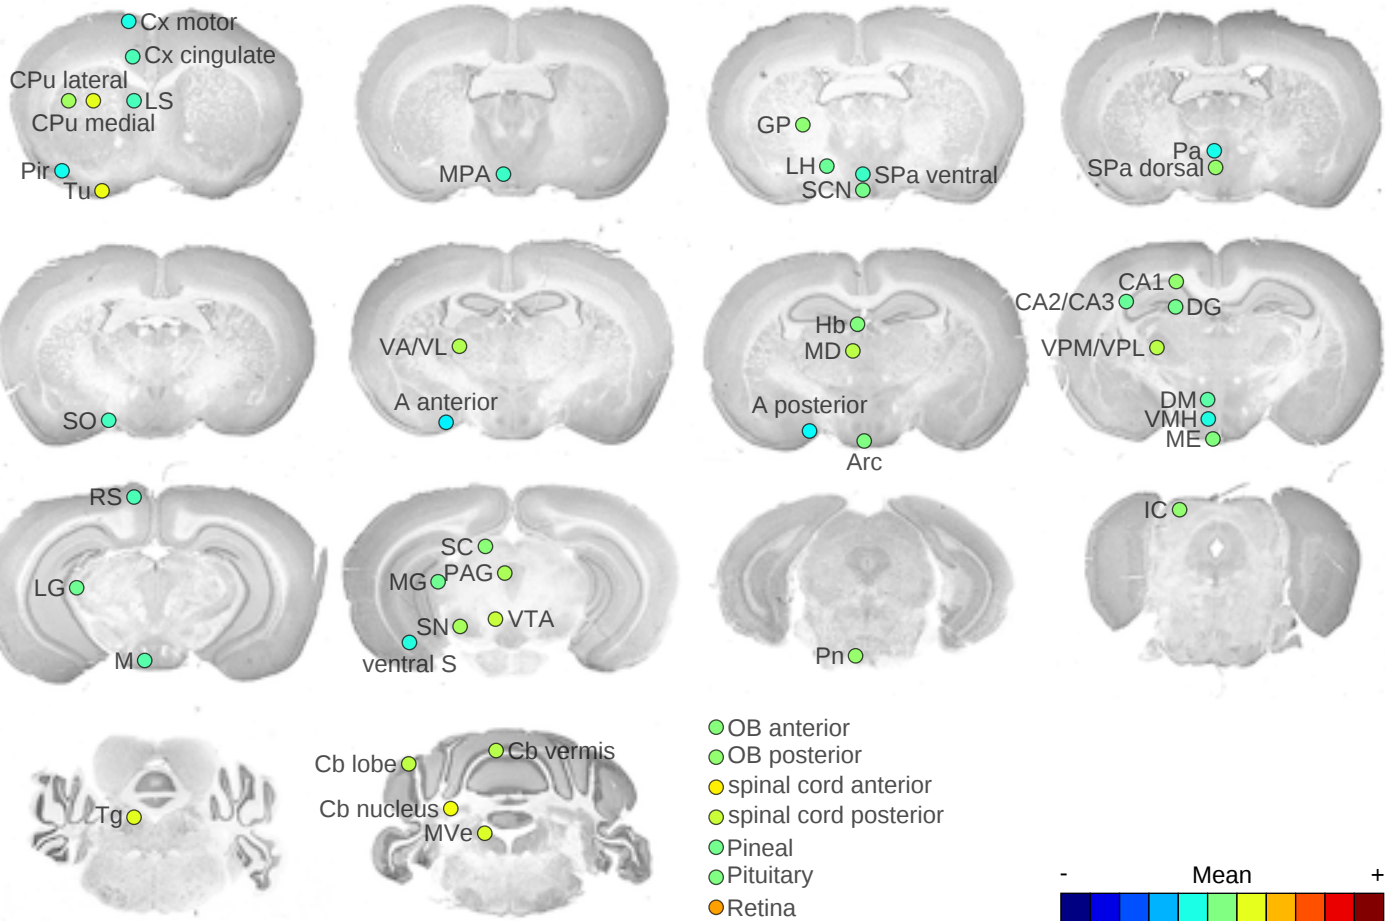 Cx motor
Cx cingulate
CPu lateral
LS
CPu medial
Pir
Tu
MPA
GP
LH
SPa ventral
SCN
Pa
SPa dorsal
SO
VA/VL
A anterior
Hb
MD
A posterior
Arc
CA1
CA2/CA3
DG
VPM/VPL
DM
VMH
ME
RS
LG
M
SC
MG
PAG
SN
VTA
ventral S
Pn
IC
Tg
Cb lobe
Cb vermis
Cb nucleus
MVe
OB anterior
OB posterior
spinal cord anterior
spinal cord posterior
Pineal
Pituitary
Retina
- Mean +